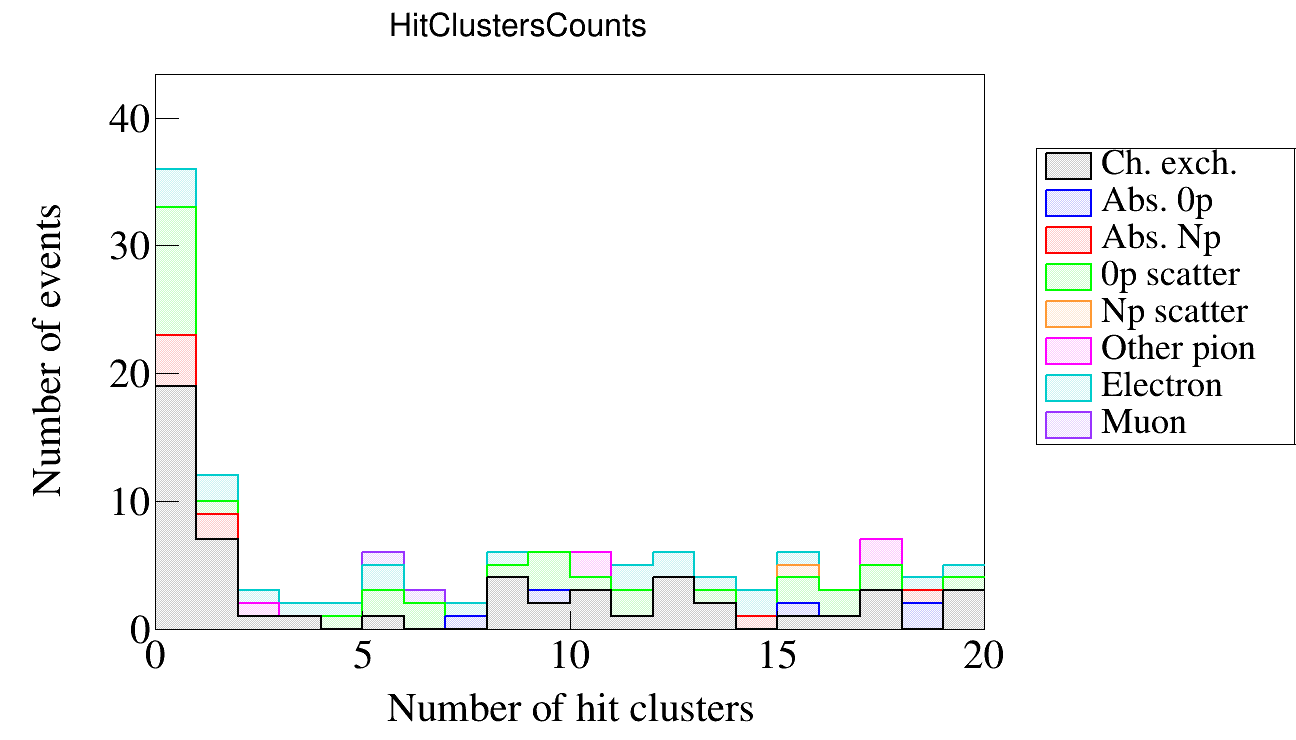 HitClustersCounts
40
30
20
10
0
Number of events
0 5 10 15 20
Number of hit clusters
Ch. exch.
Abs. 0p
Abs. Np
0p scatter
Np scatter
Other pion
Electron
Muon